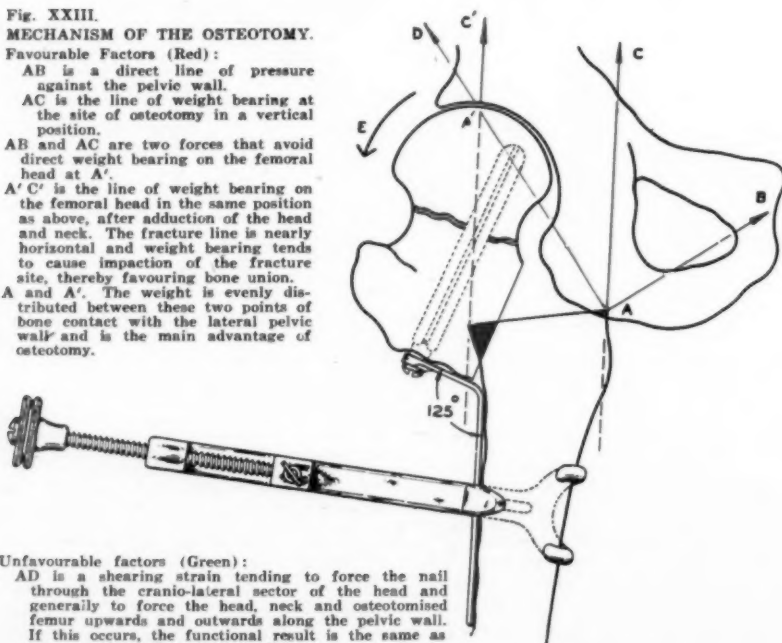 Fig. XXIII.
MECHANISM OF THE OSTEOTOMY.
Favourable Factors (Red):
AB is a direct line of pressure
against the pelvic wall.
AC is the line of weight bearing at
the site of osteotomy in a vertical
position.
AB and AC are two forces that avoid
direct weight bearing on the femoral
head at A'.
A' C' is the line of weight bearing on
the femoral head in the same position
as above, after adduction of the head
and neck. The fracture line is nearly
horizontal and weight bearing tends
to cause impaction of the fracture
site, thereby favouring bone union.
A and A'. The weight is evenly dis-
tributed between these two points of
bone contact with the lateral pelvic
wall and is the main advantage of
osteotomy.
D
C'
C
E
A'
B
A
125°
Unfavourable factors (Green):
AD is a shearing strain tending to force the nail
through the cranio-lateral sector of the head and
generally to force the head, neck and osteotomised
femur upwards and outwards along the pelvic wall.
If this occurs, the functional result is the same as